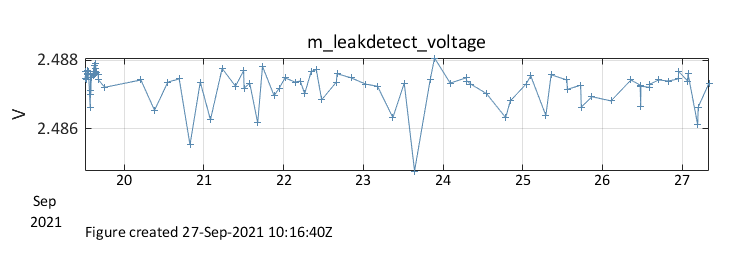 m_leakdetect_voltage
2.488
2.486
V
20 21 22 23 24 25 26 27
Sep
2021
Figure created 27-Sep-2021 10:16:40Z